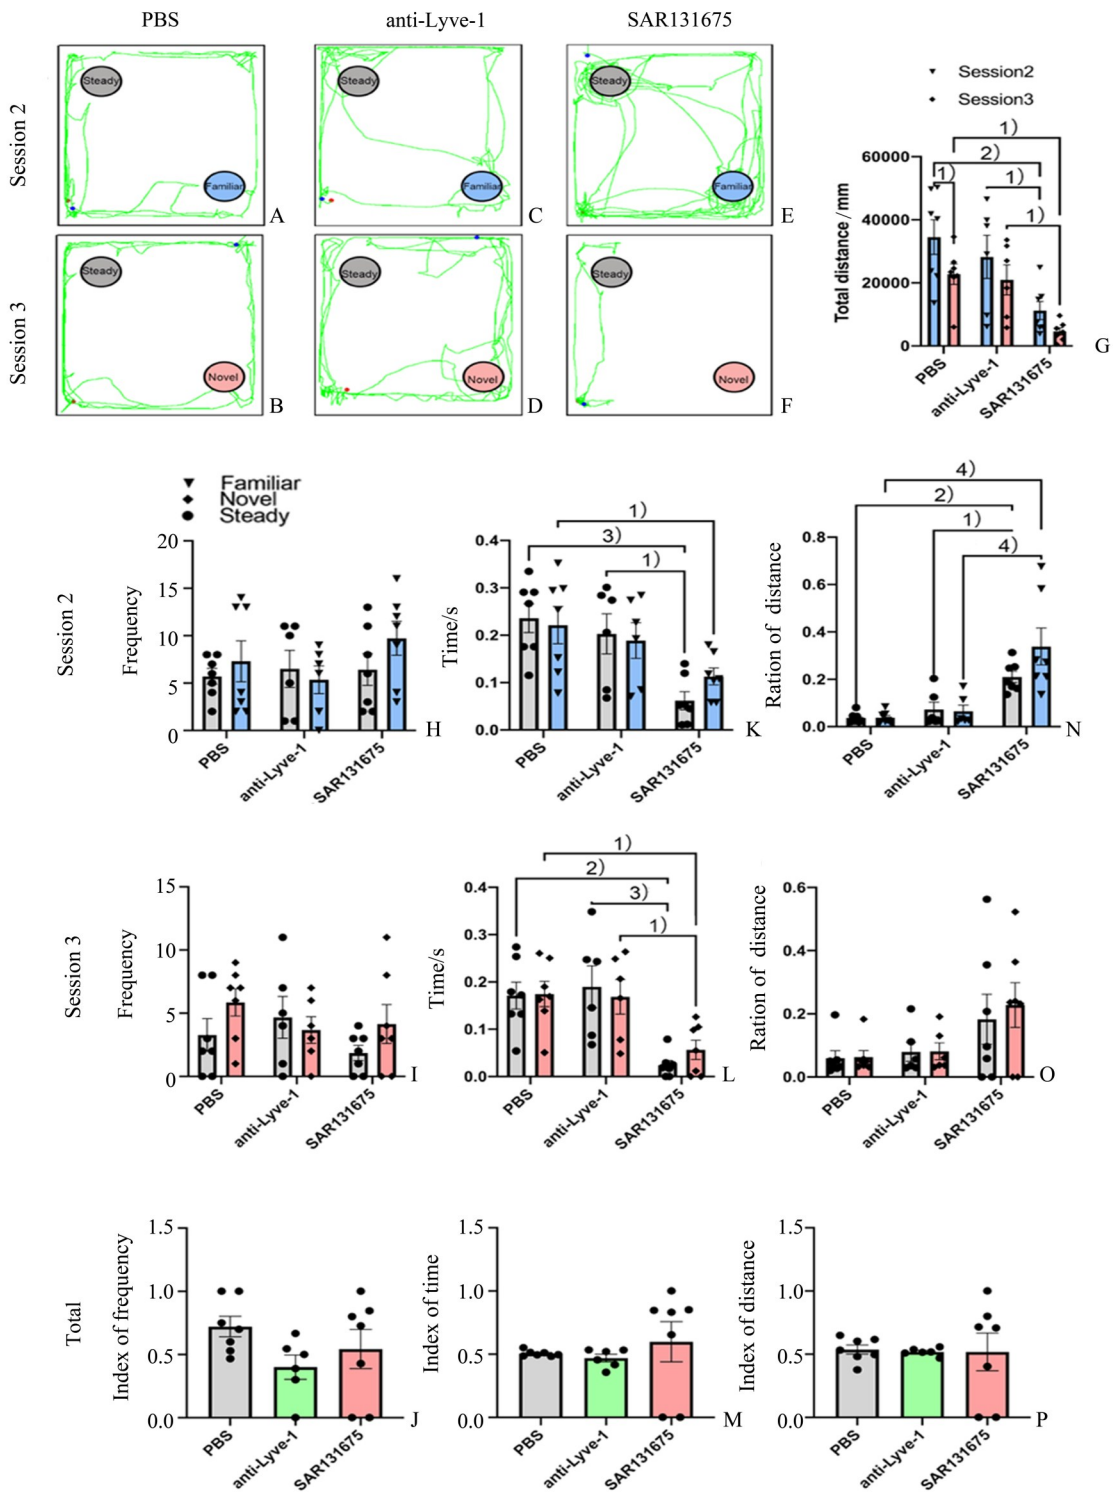 PBS
anti-Lyve-1
SAR131675
Session 2
Steady
Familiar
A
Steady
Familiar
C
Steady
Familiar
E
Session 3
Steady
Novel
B
Steady
Novel
D
Steady
Novel
F
Session2
Session3
1)
2)
1)
1)
1)
Total distance / mm
60000
40000
20000
0
PBS
anti-Lyve-1
SAR131675
G
Familiar
Novel
Steady
Session 2
Frequency
20
15
10
5
0
PBS
anti-Lyve-1
SAR131675
H
Time/s
1)
3)
1)
0.4
0.3
0.2
0.1
0.0
PBS
anti-Lyve-1
SAR131675
K
Ration of distance
4)
2)
1)
4)
0.8
0.6
0.4
0.2
0.0
PBS
anti-Lyve-1
SAR131675
N
Session 3
Frequency
15
10
5
0
PBS
anti-Lyve-1
SAR131675
I
Time/s
1)
2)
3)
1)
0.4
0.3
0.2
0.1
0.0
PBS
anti-Lyve-1
SAR131675
L
Ration of distance
0.6
0.4
0.2
0.0
PBS
anti-Lyve-1
SAR131675
O
Total
Index of frequency
1.5
1.0
0.5
0.0
PBS
anti-Lyve-1
SAR131675
J
Index of time
1.5
1.0
0.5
0.0
PBS
anti-Lyve-1
SAR131675
M
Index of distance
1.5
1.0
0.5
0.0
PBS
anti-Lyve-1
SAR131675
P